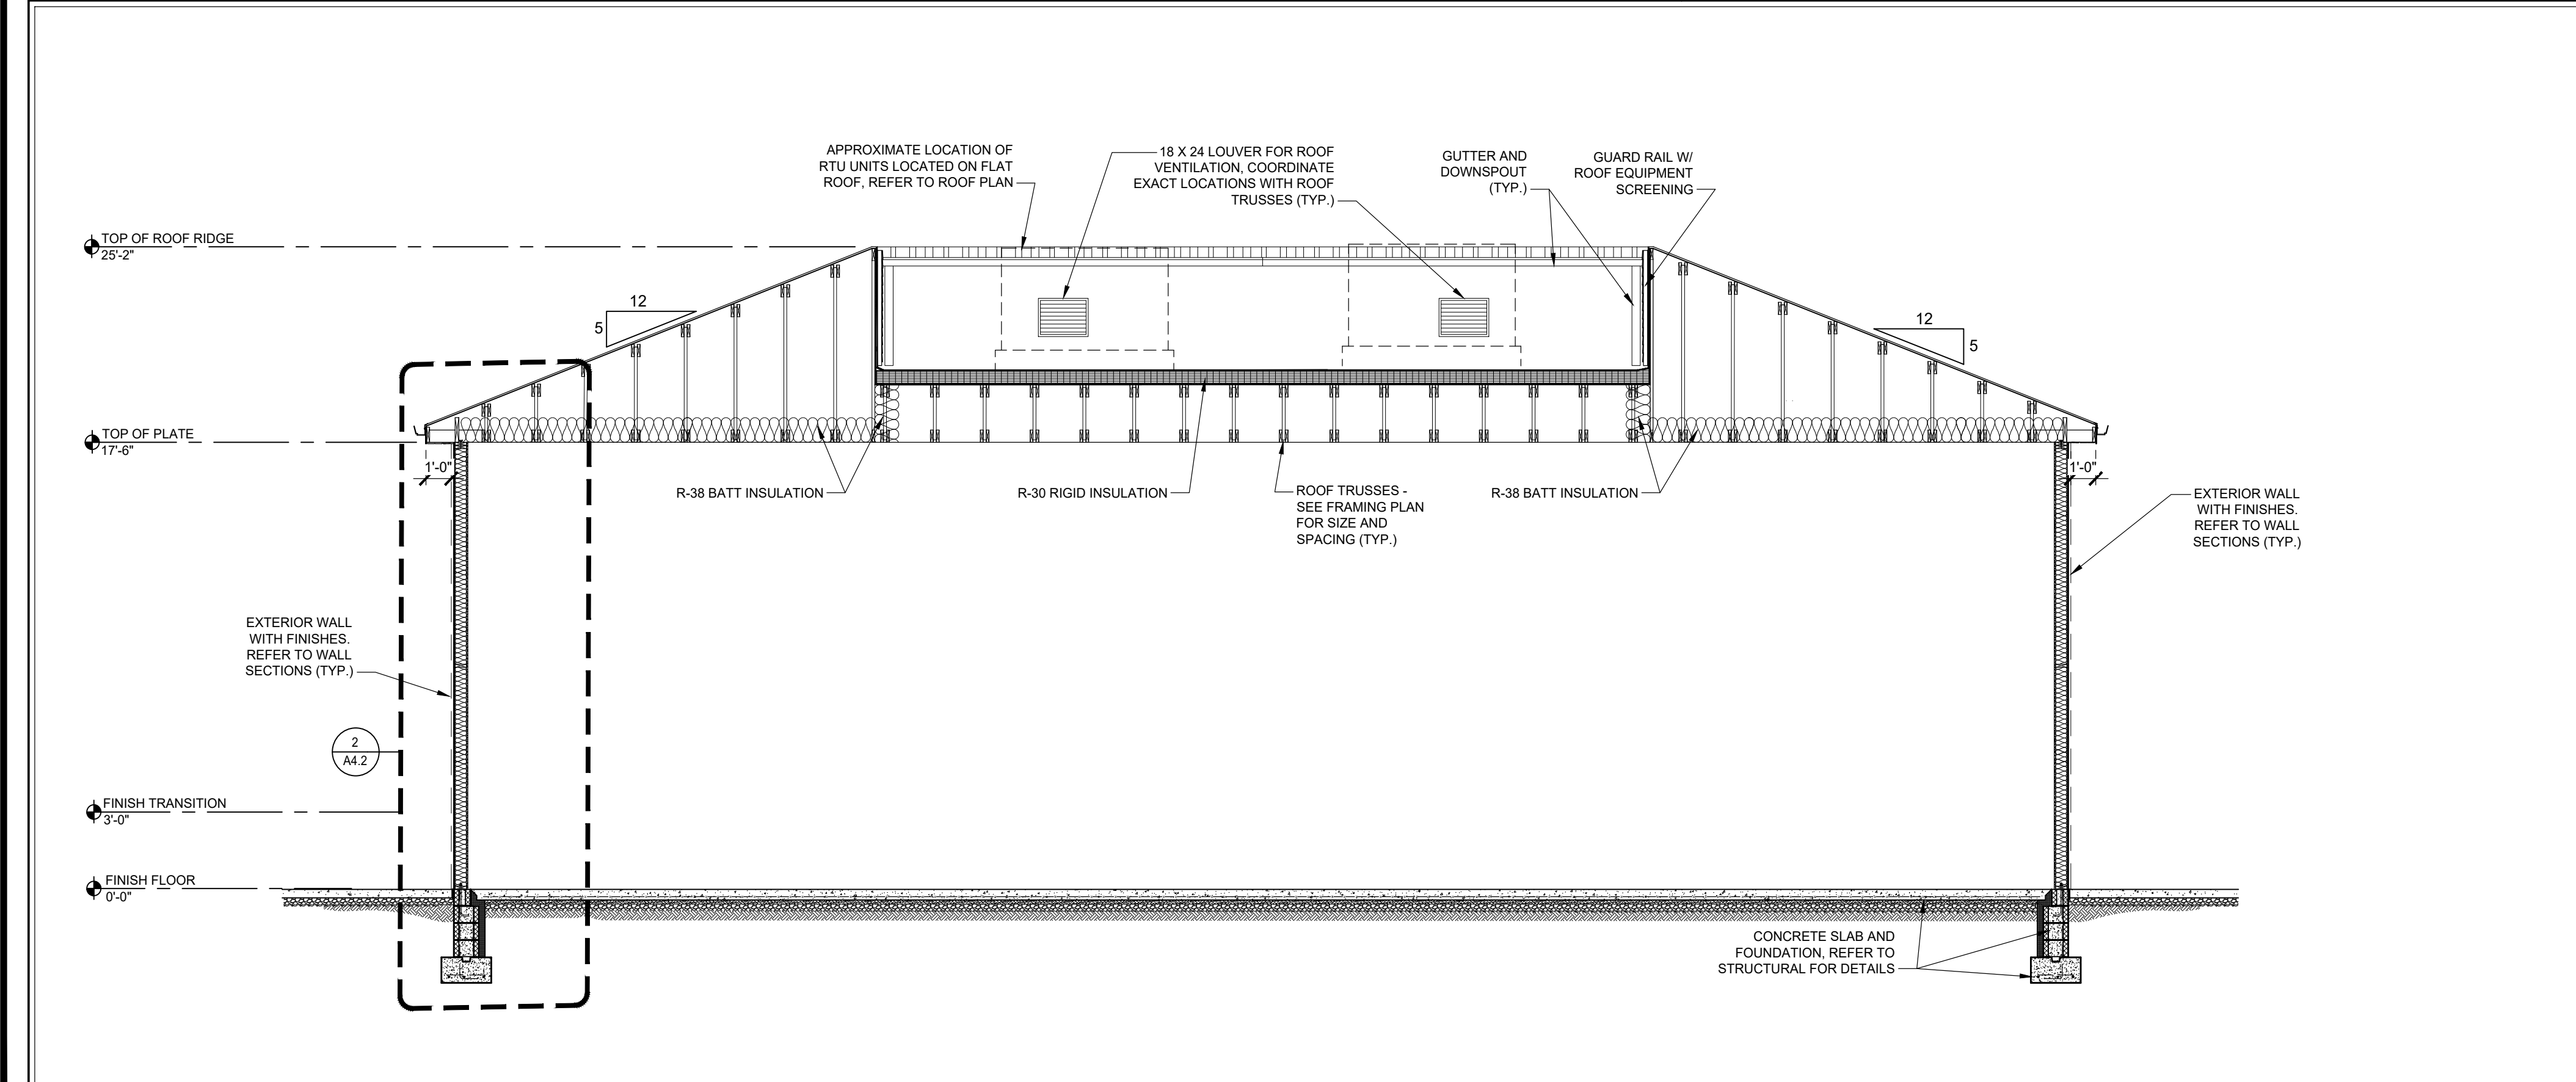 APPROXIMATE LOCATION OF
RTU UNITS LOCATED ON FLAT
ROOF, REFER TO ROOF PLAN
18 X 24 LOUVER FOR ROOF
VENTILATION, COORDINATE
EXACT LOCATIONS WITH ROOF
TRUSSES (TYP.)
GUTTER AND
DOWNSPOUT
(TYP.)
GUARD RAIL W/
ROOF EQUIPMENT
SCREENING
TOP OF ROOF RIDGE
25'-2"
12
5
12
5
TOP OF PLATE
17'-6"
1'-0"
1'-0"
R-38 BATT INSULATION
R-30 RIGID INSULATION
ROOF TRUSSES -
SEE FRAMING PLAN
FOR SIZE AND
SPACING (TYP.)
R-38 BATT INSULATION
EXTERIOR WALL
WITH FINISHES.
REFER TO WALL
SECTIONS (TYP.)
EXTERIOR WALL
WITH FINISHES.
REFER TO WALL
SECTIONS (TYP.)
2
A4.2
FINISH TRANSITION
3'-0"
FINISH FLOOR
0'-0"
CONCRETE SLAB AND
FOUNDATION, REFER TO
STRUCTURAL FOR DETAILS